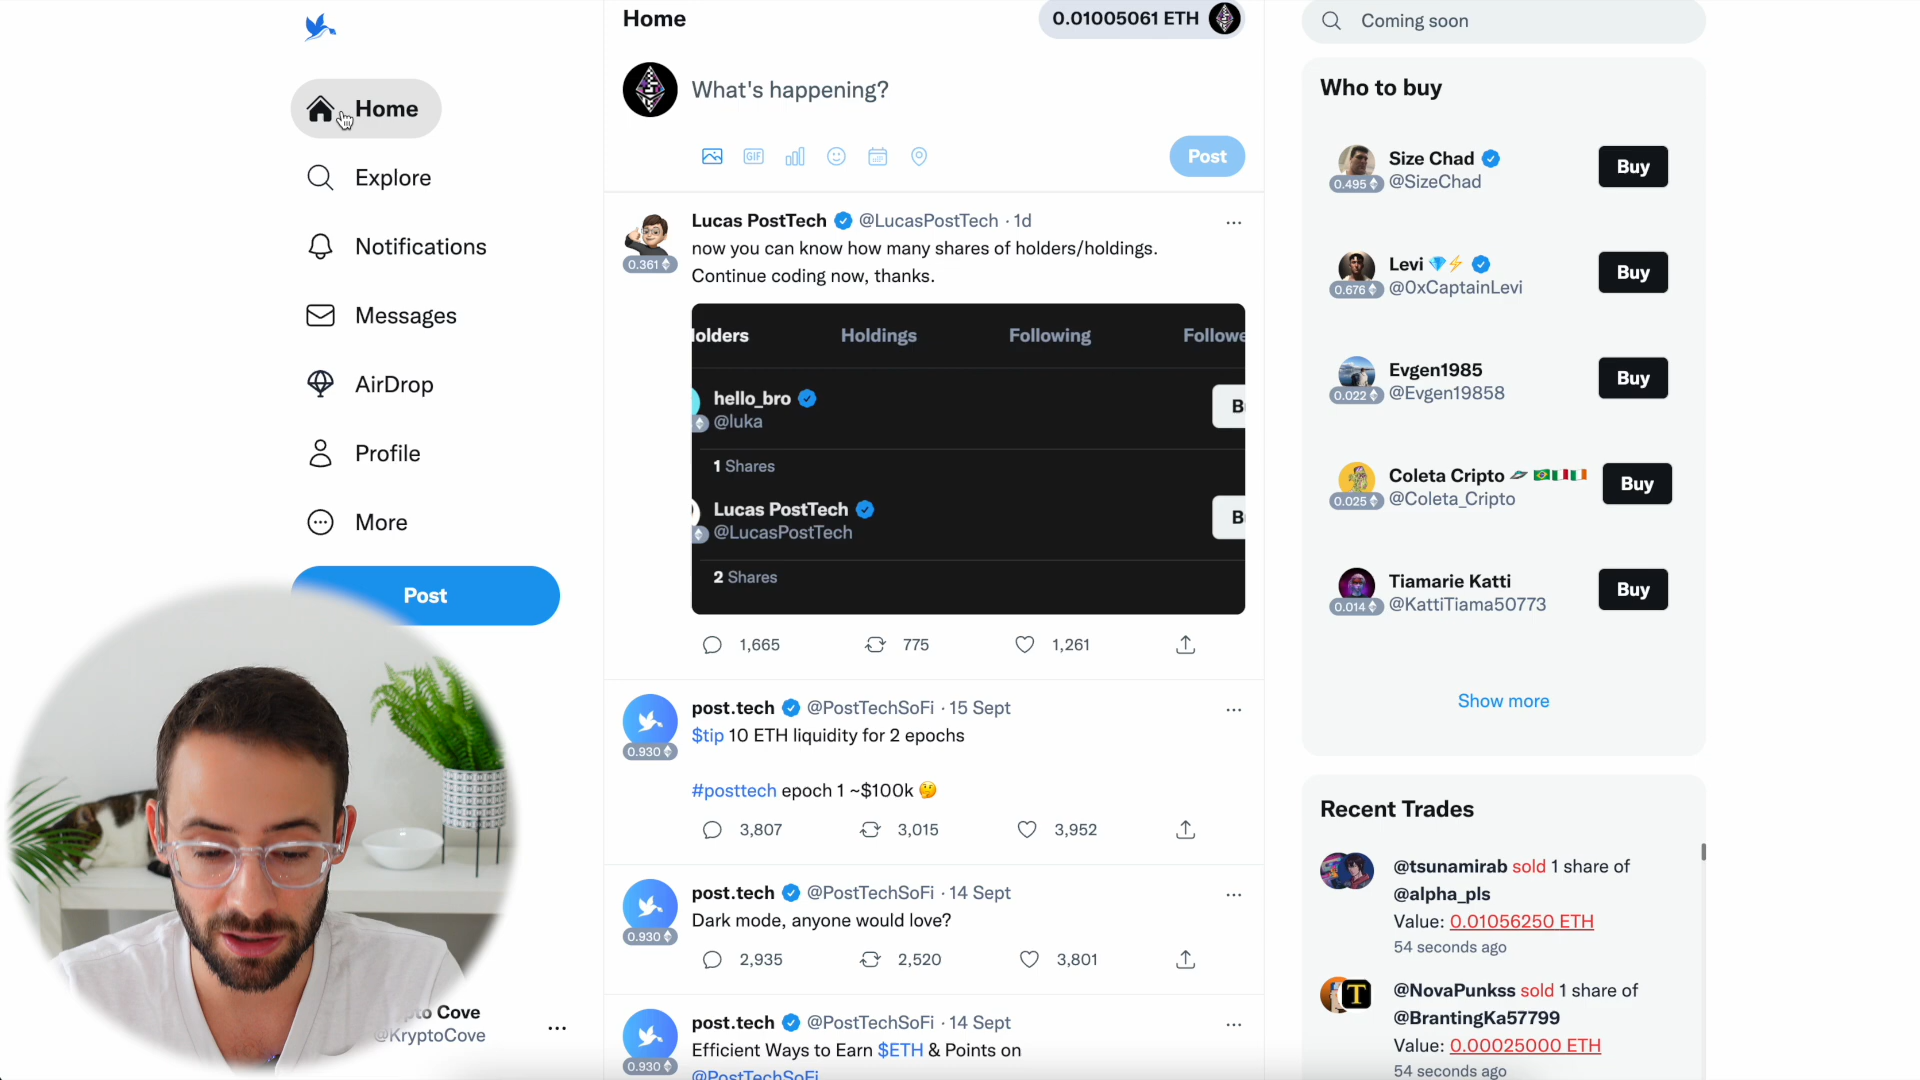 Home
Explore
Notifications
Messages
AirDrop
Profile
More
Post
pto Cove
@KryptoCove
Home
0.01005061 ETH
What's happening?
GIF
Post
Lucas PostTech @LucasPostTech · 1d
0.361
now you can know how many shares of holders/holdings.
Continue coding now, thanks.
olders Holdings Following Followe
hello_bro
@luka
B
1 Shares
Lucas PostTech
@LucasPostTech
B
2 Shares
1,665 775 1,261
post.tech @PostTechSoFi · 15 Sept
0.930
$tip 10 ETH liquidity for 2 epochs
#posttech epoch 1 ~$100k 🤔
3,807 3,015 3,952
post.tech @PostTechSoFi · 14 Sept
0.930
Dark mode, anyone would love?
2,935 2,520 3,801
post.tech @PostTechSoFi · 14 Sept
0.930
Efficient Ways to Earn $ETH & Points on
@PostTechSoFi
Coming soon
Who to buy
Size Chad
0.495 @SizeChad
Buy
Levi 💎⚡
0.676 @0xCaptainLevi
Buy
Evgen1985
0.022 @Evgen19858
Buy
Coleta Cripto
0.025 @Coleta_Cripto
Buy
Tiamarie Katti
0.014 @KattiTiama50773
Buy
Show more
Recent Trades
@tsunamirab sold 1 share of
@alpha_pls
Value: 0.01056250 ETH
54 seconds ago
@NovaPunkss sold 1 share of
@BrantingKa57799
Value: 0.00025000 ETH
54 seconds ago